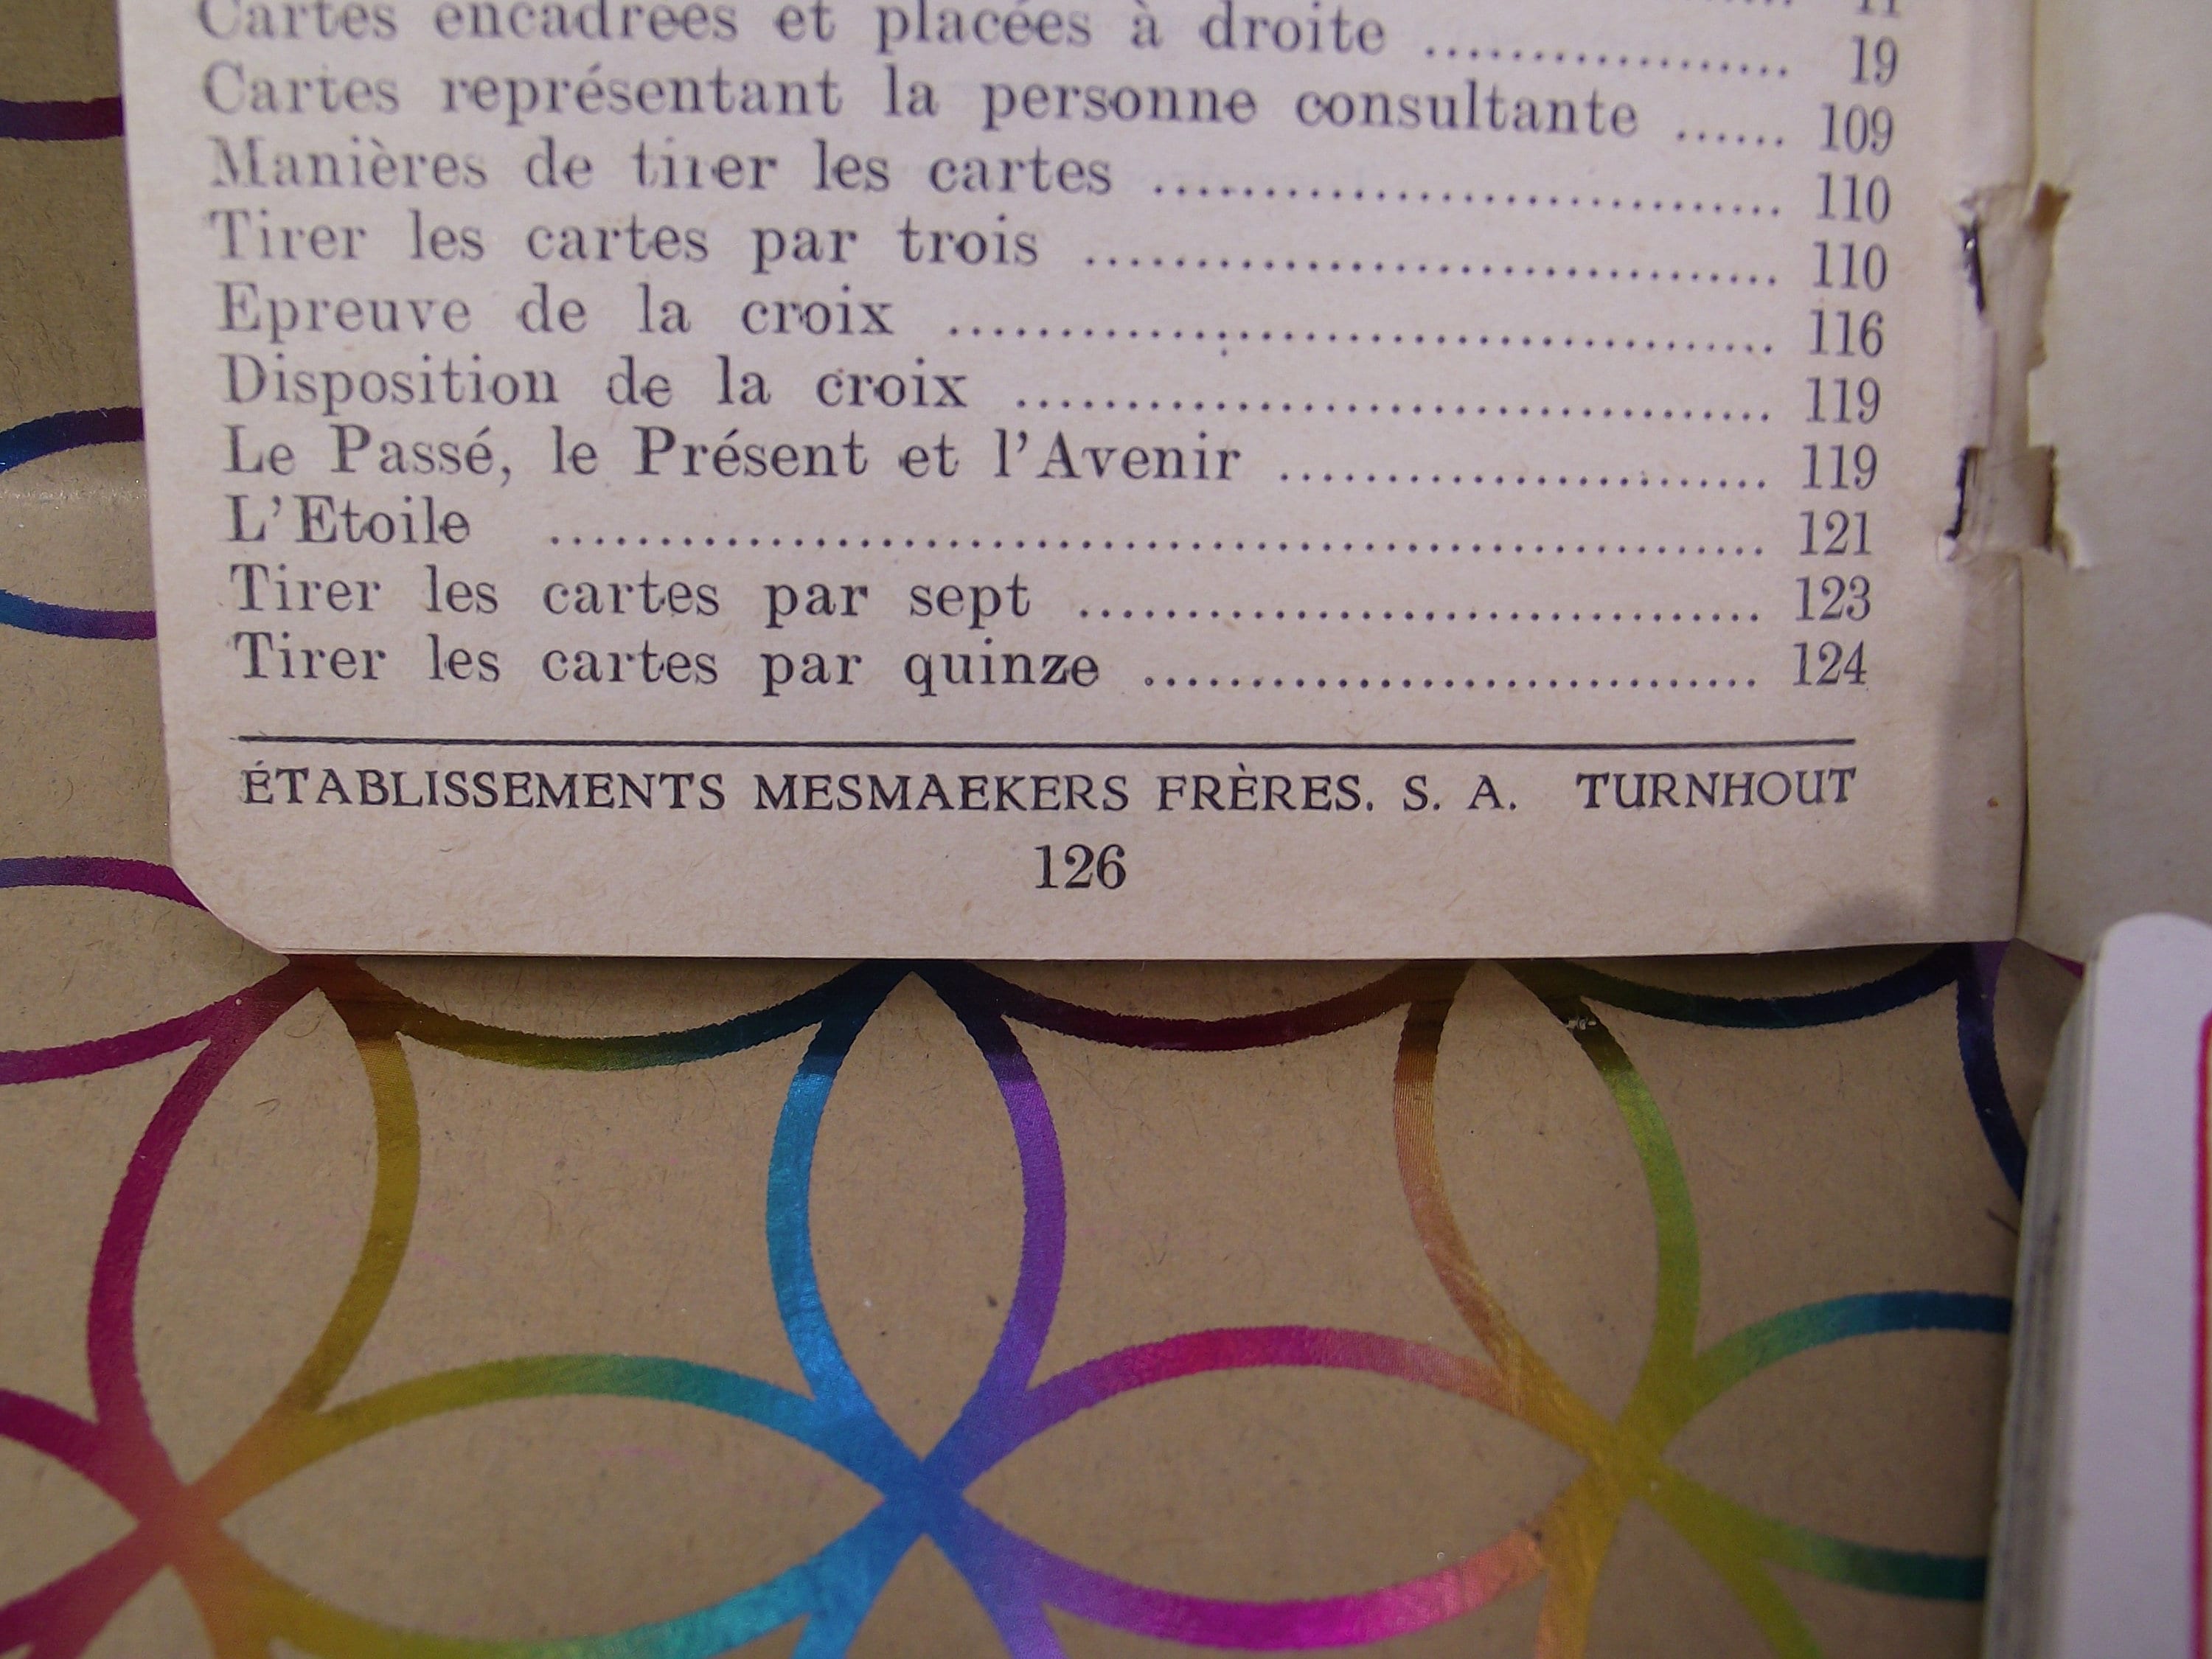 Cartes encadrées et placées à droite .................. 19
Cartes représentant la personne consultante ...... 109
Manières de tirer les cartes .............................. 110
Tirer les cartes par trois ................................. 110
Epreuve de la croix ....................................... 116
Disposition de la croix .................................... 119
Le Passé, le Présent et l'Avenir ....................... 119
L'Etoile .......................................................... 121
Tirer les cartes par sept ................................ 123
Tirer les cartes par quinze ............................. 124
ÉTABLISSEMENTS MESMAEKERS FRÈRES. S. A. TURNHOUT
126